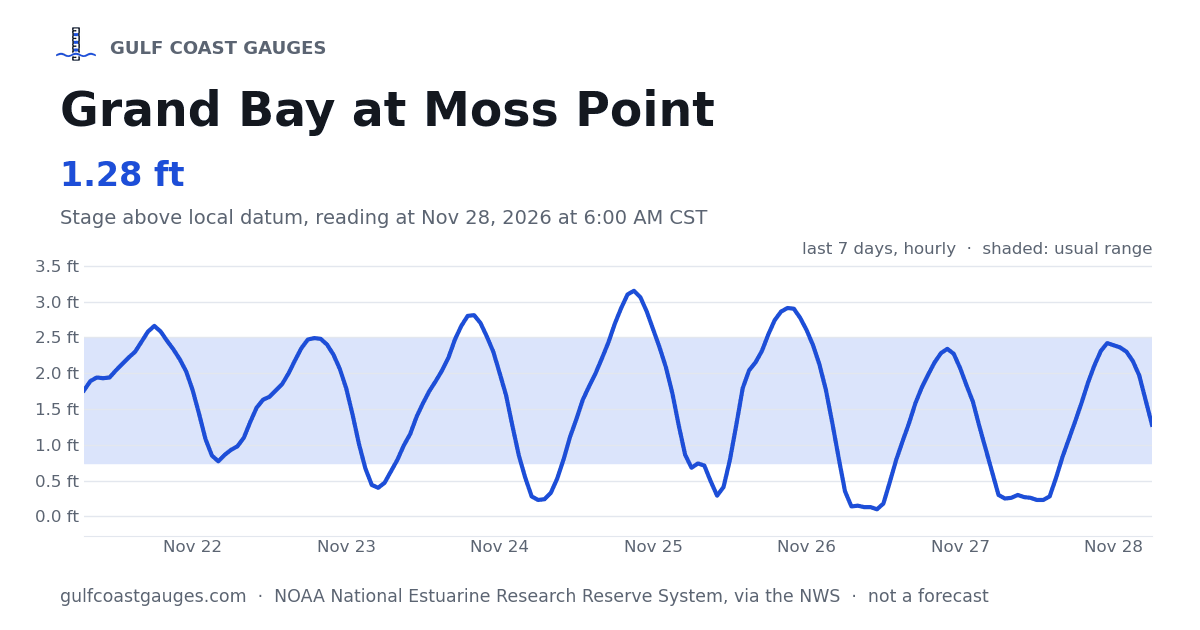 GULF COAST GAUGES
Grand Bay at Moss Point
1.28 ft
Stage above local datum, reading at Nov 28, 2026 at 6:00 AM CST
last 7 days, hourly · shaded: usual range
3.5 ft
3.0 ft
2.5 ft
2.0 ft
1.5 ft
1.0 ft
0.5 ft
0.0 ft
Nov 22 Nov 23 Nov 24 Nov 25 Nov 26 Nov 27 Nov 28
gulfcoastgauges.com · NOAA National Estuarine Research Reserve System, via the NWS · not a forecast